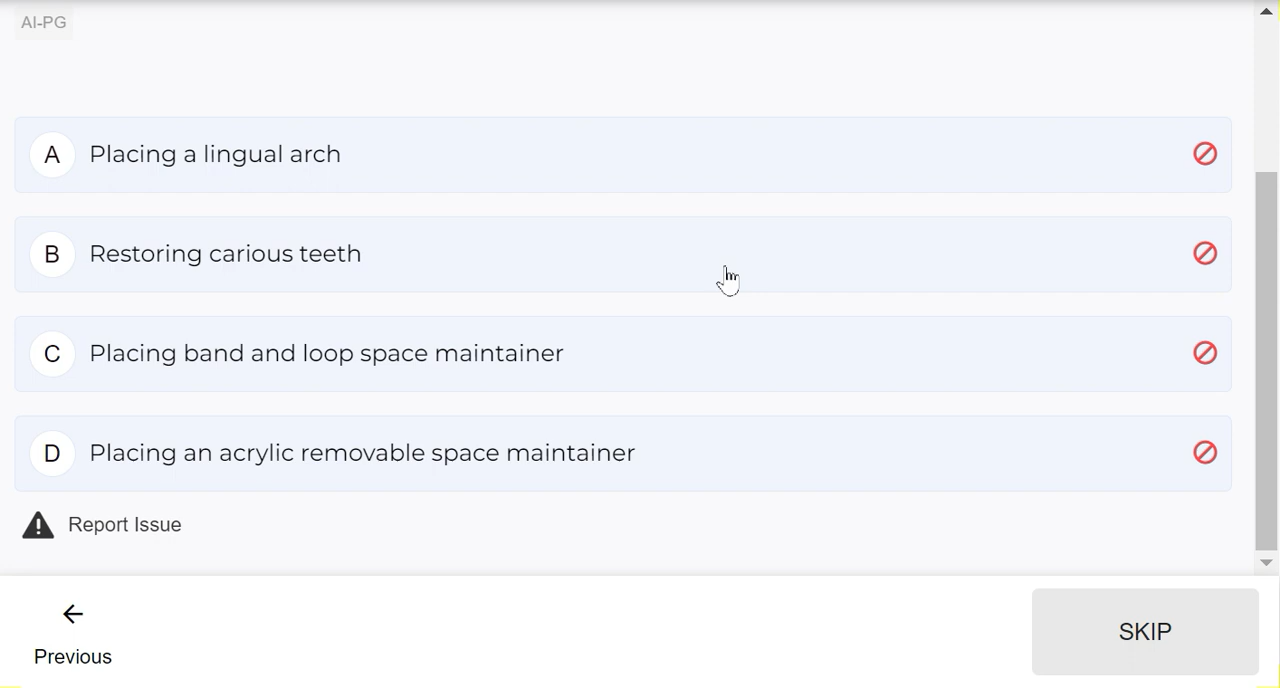 AI-PG
A Placing a lingual arch
B Restoring carious teeth
C Placing band and loop space maintainer
D Placing an acrylic removable space maintainer
Report Issue
Previous
SKIP